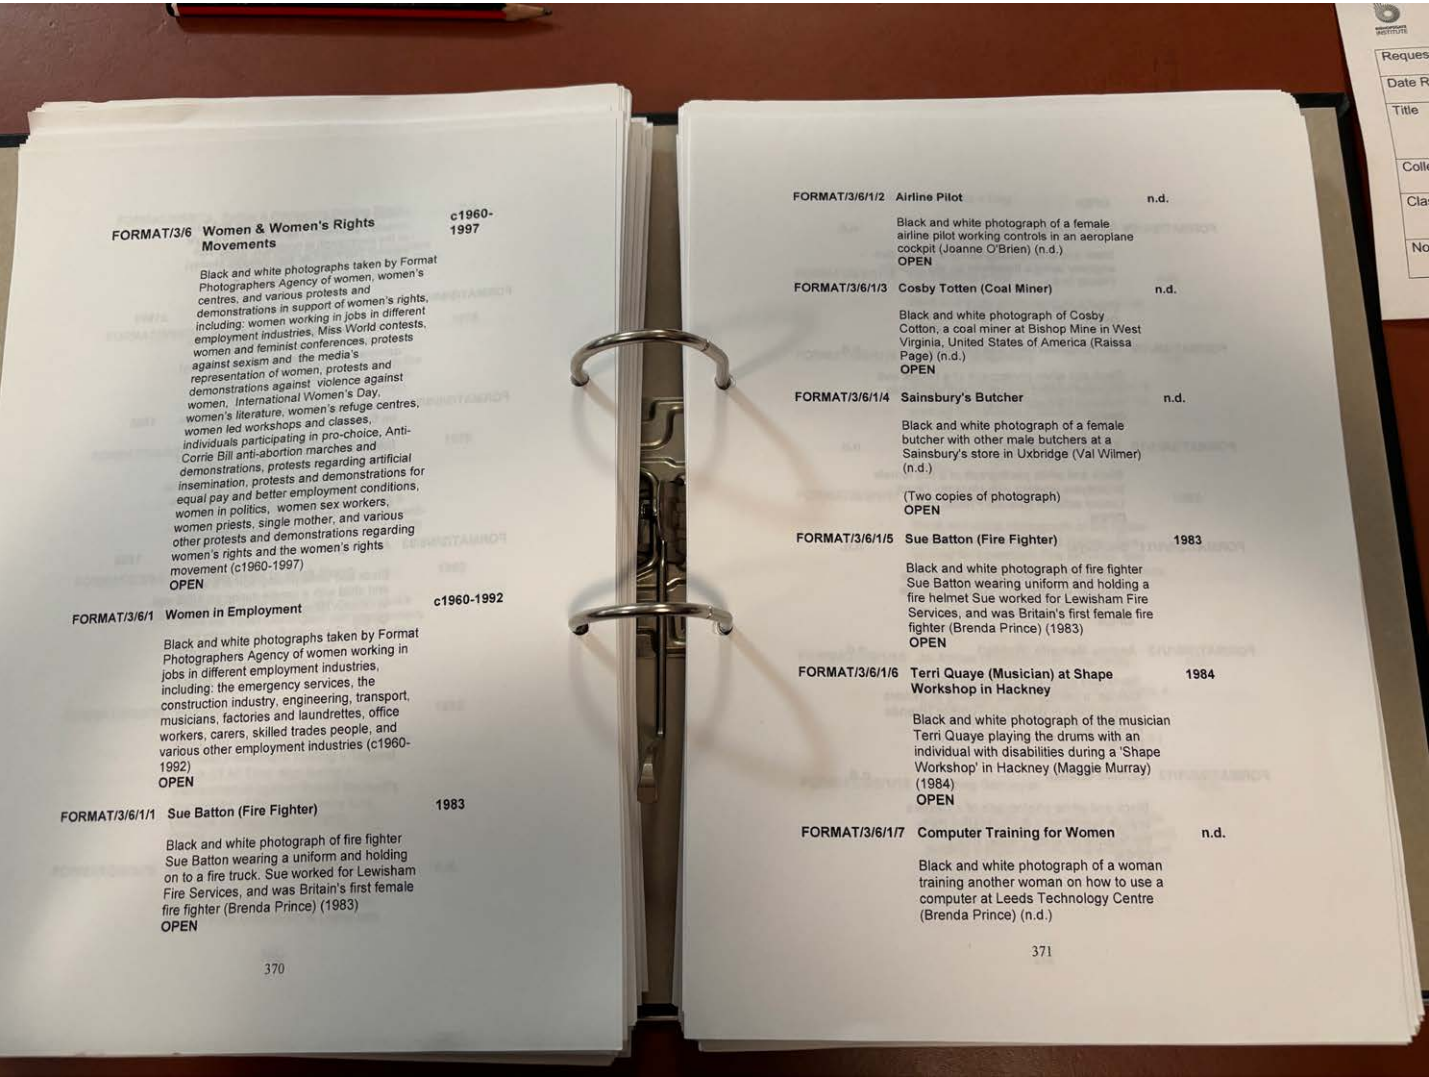 FORMAT/3/6 Women & Women's Rights Movements c1960-1997
Black and white photographs taken by Format
Photographers Agency of women, women's
centres, and various protests and
demonstrations in support of women's rights,
including: women working in jobs in different
employment industries, Miss World contests,
women and feminist conferences, protests
against sexism and the media's
representation of women, protests and
demonstrations against violence against
women, International Women's Day,
women's literature, women's refuge centres,
women led workshops and classes,
individuals participating in pro-choice, Anti-
Corrie Bill anti-abortion marches and
demonstrations, protests regarding artificial
insemination, protests and demonstrations for
equal pay and better employment conditions,
women in politics, women sex workers,
women priests, single mother, and various
other protests and demonstrations regarding
women's rights and the women's rights
movement (c1960-1997)
OPEN
FORMAT/3/6/1 Women in Employment c1960-1992
Black and white photographs taken by Format
Photographers Agency of women working in
jobs in different employment industries,
including: the emergency services, the
construction industry, engineering, transport,
musicians, factories and laundrettes, office
workers, carers, skilled trades people, and
various other employment industries (c1960-
1992)
OPEN
FORMAT/3/6/1/1 Sue Batton (Fire Fighter) 1983
Black and white photograph of fire fighter
Sue Batton wearing a uniform and holding
on to a fire truck. Sue worked for Lewisham
Fire Services, and was Britain's first female
fire fighter (Brenda Prince) (1983)
OPEN
370
FORMAT/3/6/1/2 Airline Pilot n.d.
Black and white photograph of a female
airline pilot working controls in an aeroplane
cockpit (Joanne O'Brien) (n.d.)
OPEN
FORMAT/3/6/1/3 Cosby Totten (Coal Miner) n.d.
Black and white photograph of Cosby
Cotton, a coal miner at Bishop Mine in West
Virginia, United States of America (Raissa
Page) (n.d.)
OPEN
FORMAT/3/6/1/4 Sainsbury's Butcher n.d.
Black and white photograph of a female
butcher with other male butchers at a
Sainsbury's store in Uxbridge (Val Wilmer)
(n.d.)
(Two copies of photograph)
OPEN
FORMAT/3/6/1/5 Sue Batton (Fire Fighter) 1983
Black and white photograph of fire fighter
Sue Batton wearing uniform and holding a
fire helmet Sue worked for Lewisham Fire
Services, and was Britain's first female fire
fighter (Brenda Prince) (1983)
OPEN
FORMAT/3/6/1/6 Terri Quaye (Musician) at Shape 1984
Workshop in Hackney
Black and white photograph of the musician
Terri Quaye playing the drums with an
individual with disabilities during a 'Shape
Workshop' in Hackney (Maggie Murray)
(1984)
OPEN
FORMAT/3/6/1/7 Computer Training for Women n.d.
Black and white photograph of a woman
training another woman on how to use a
computer at Leeds Technology Centre
(Brenda Prince) (n.d.)
371
BISHOPSGATE
INSTITUTE
Reques
Date R
Title
Colle
Clas
No